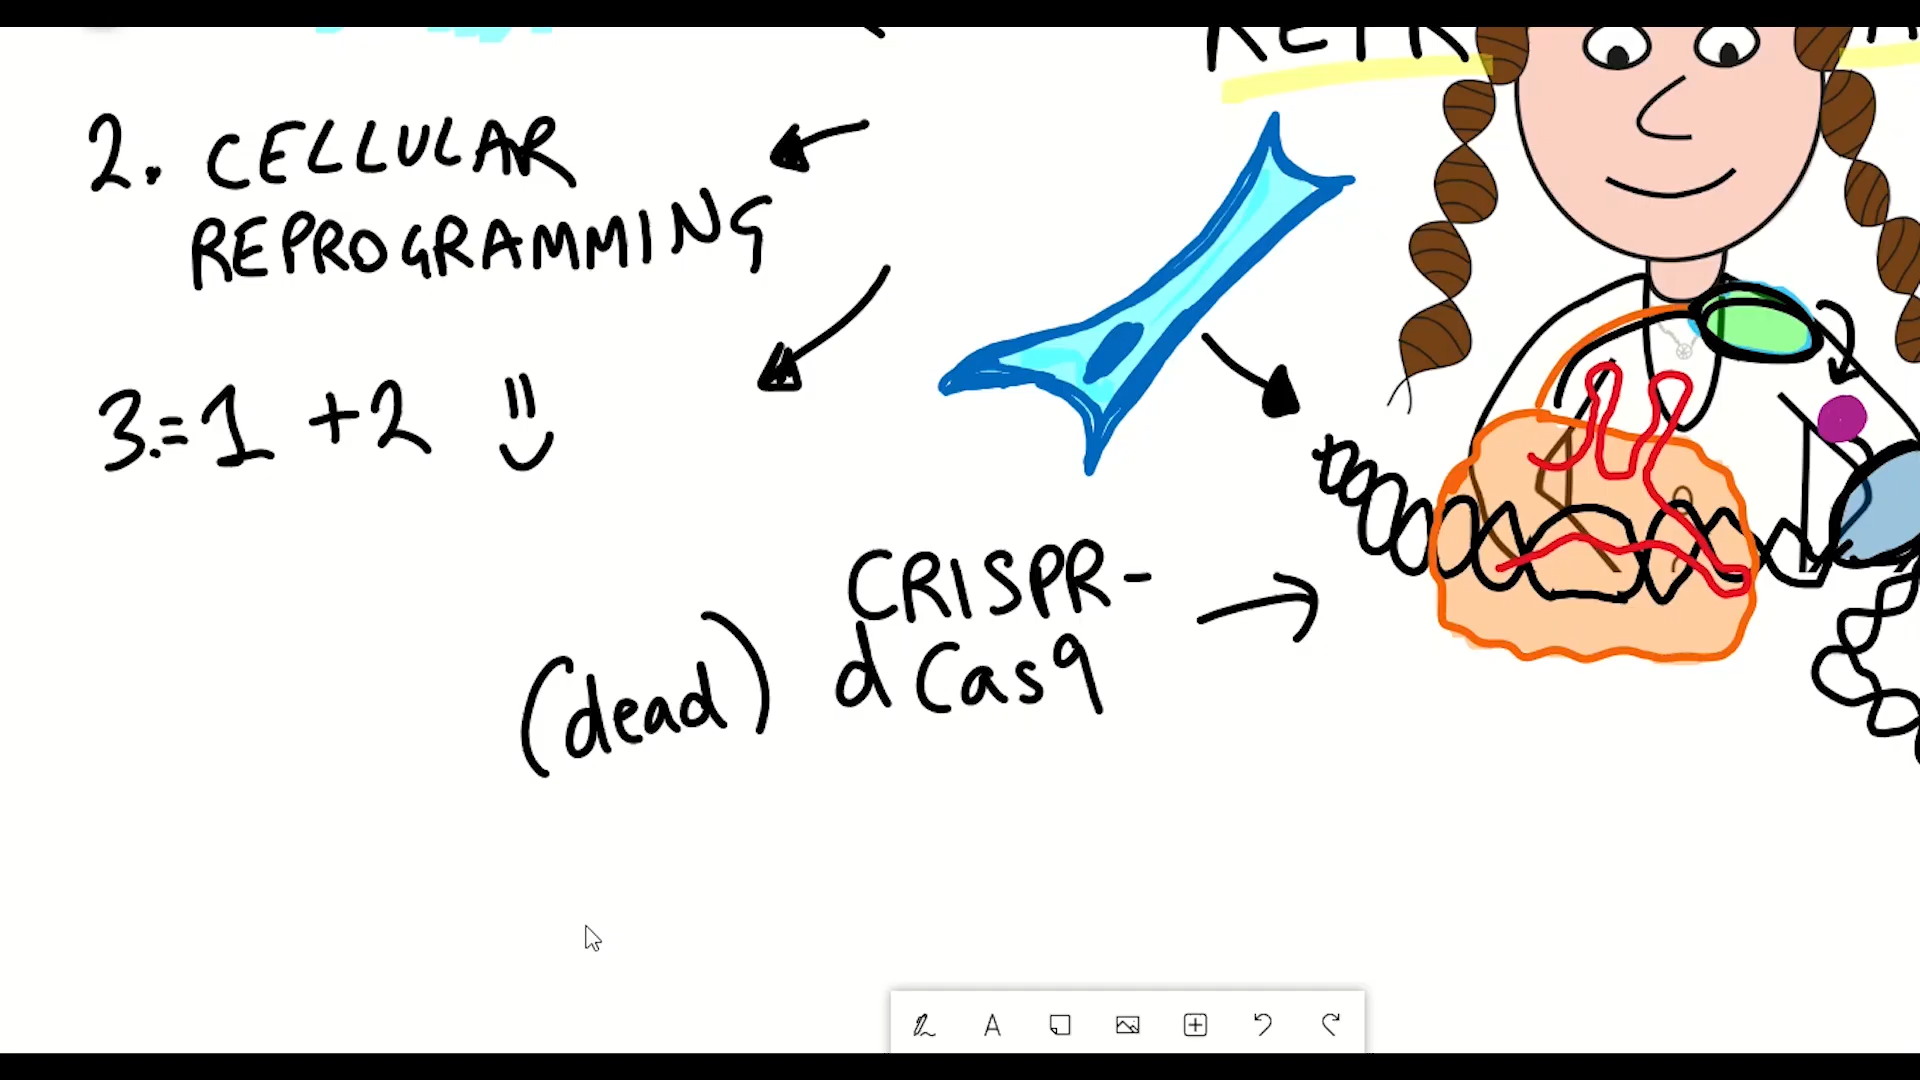 2. CELLULAR
REPROGRAMMING
3.= 1 + 2
CRISPR-
(dead) dCas9
A